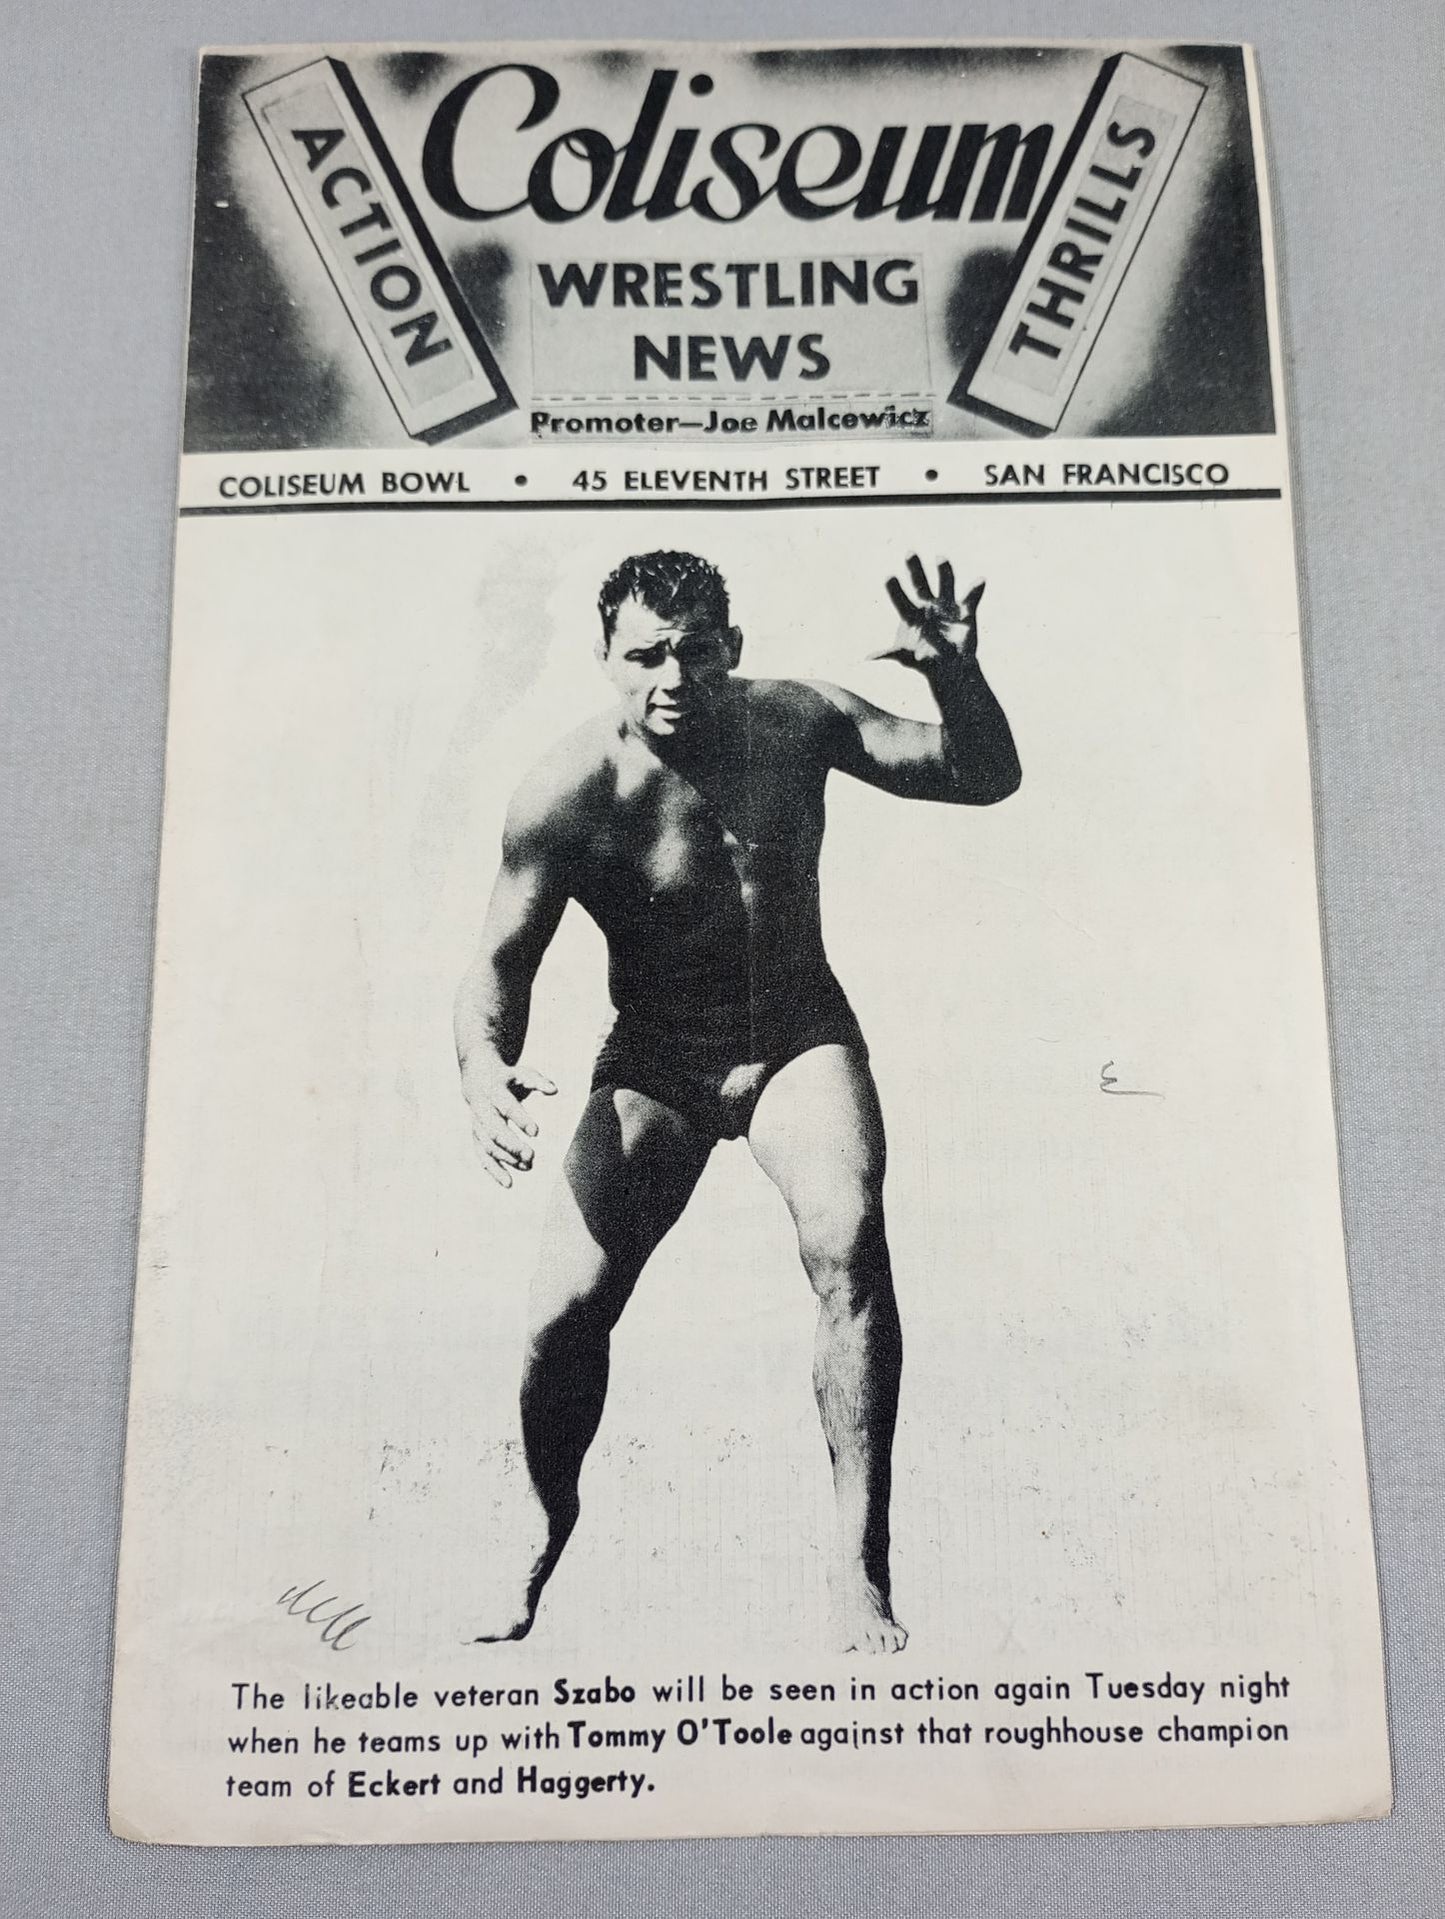 ACTION
Coliseum
THRILLS
WRESTLING
NEWS
Promoter—Joe Malcewicz
COLISEUM BOWL • 45 ELEVENTH STREET • SAN FRANCISCO
The likeable veteran Szabo will be seen in action again Tuesday night
when he teams up with Tommy O'Toole against that roughhouse champion
team of Eckert and Haggerty.